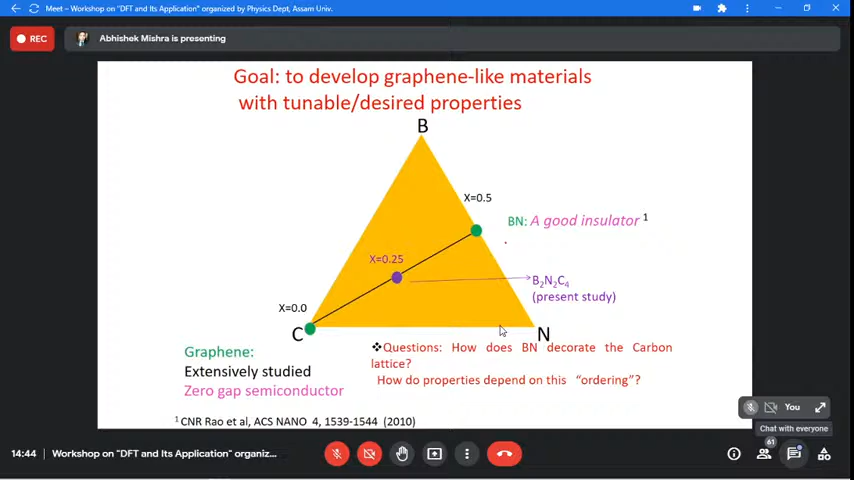 Meet – Workshop on "DFT and Its Application" organized by Physics Dept, Assam Univ.
REC
Abhishek Mishra is presenting
Goal: to develop graphene-like materials
with tunable/desired properties
B
X=0.5
BN: A good insulator 1
X=0.25
B2N2C4
(present study)
X=0.0
C
N
Graphene:
Extensively studied
Zero gap semiconductor
❖Questions: How does BN decorate the Carbon
lattice?
How do properties depend on this "ordering"?
1 CNR Rao et al, ACS NANO 4, 1539-1544 (2010)
You
Chat with everyone
61
14:44
Workshop on "DFT and Its Application" organiz...